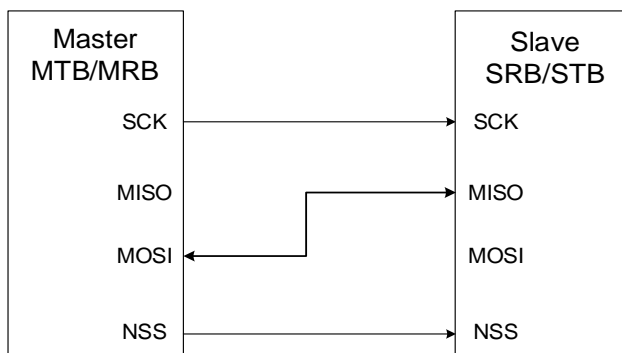 Master
MTB/MRB
SCK
MISO
MOSI
NSS
Slave
SRB/STB
SCK
MISO
MOSI
NSS